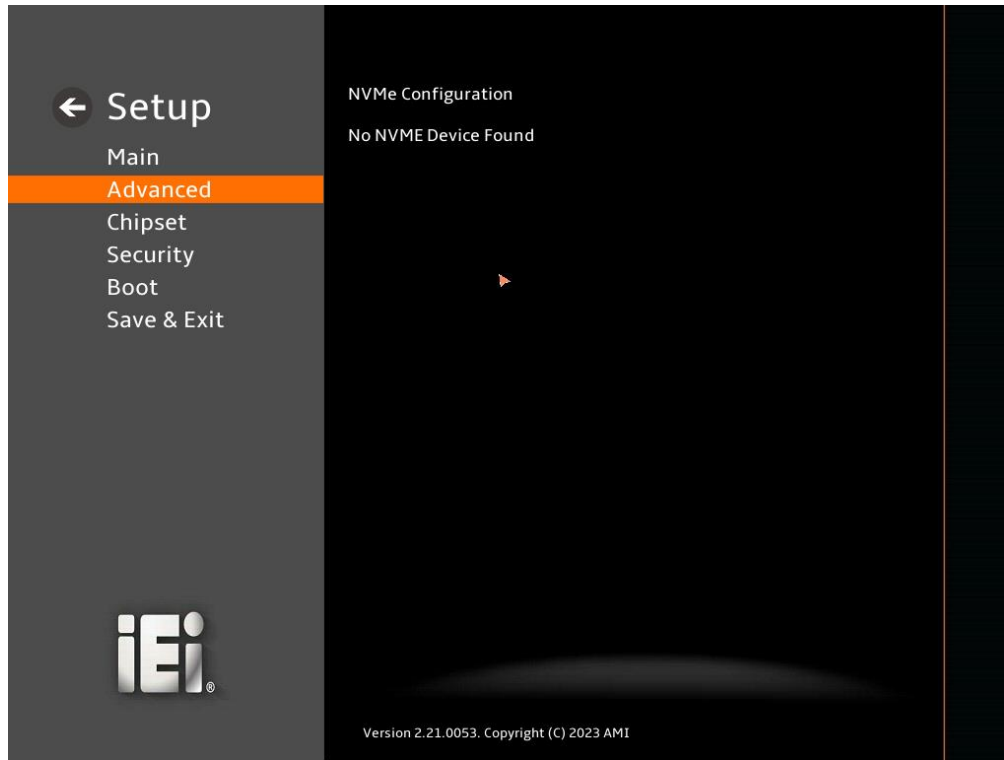 Setup
Main
Advanced
Chipset
Security
Boot
Save & Exit
iEi®
NVMe Configuration
No NVME Device Found
Version 2.21.0053. Copyright (C) 2023 AMI